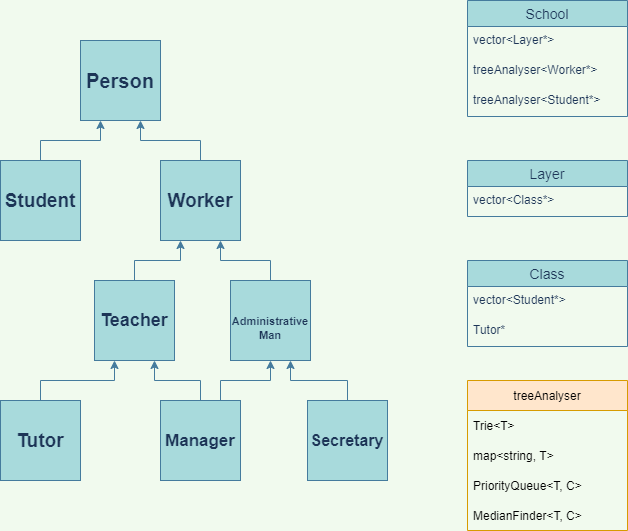 Person
Student
Worker
Teacher
Administrative
Man
Tutor
Manager
Secretary
School
vector<Layer*>
treeAnalyser<Worker*>
treeAnalyser<Student*>
Layer
vector<Class*>
Class
vector<Student*>
Tutor*
treeAnalyser
Trie<T>
map<string, T>
PriorityQueue<T, C>
MedianFinder<T, C>